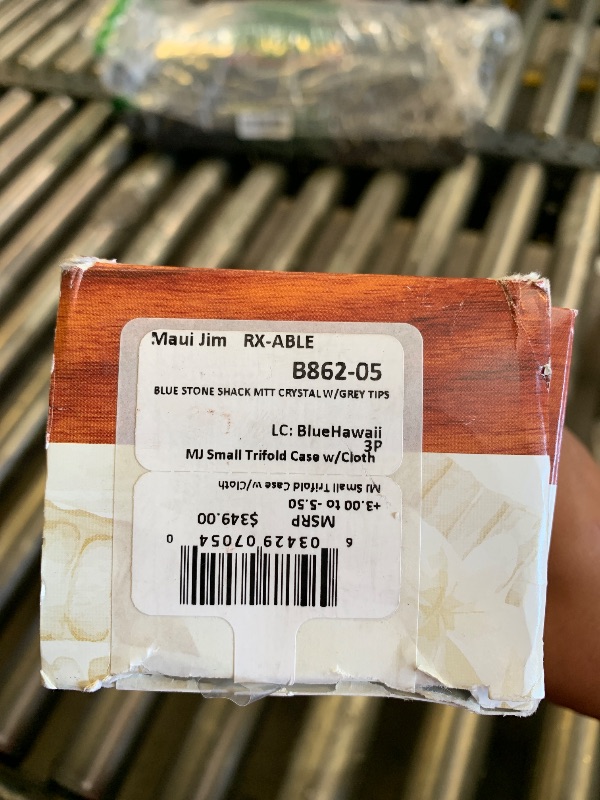 Maui Jim RX-ABLE
B862-05
BLUE STONE SHACK MTT CRYSTAL W/GREY TIPS
LC: BlueHawaii
3P
MJ Small Trifold Case w/Cloth
MJ Small Trifold Case w/Cloth
+3.00 to -5.50
MSRP $349.00
6 03429 07054 0